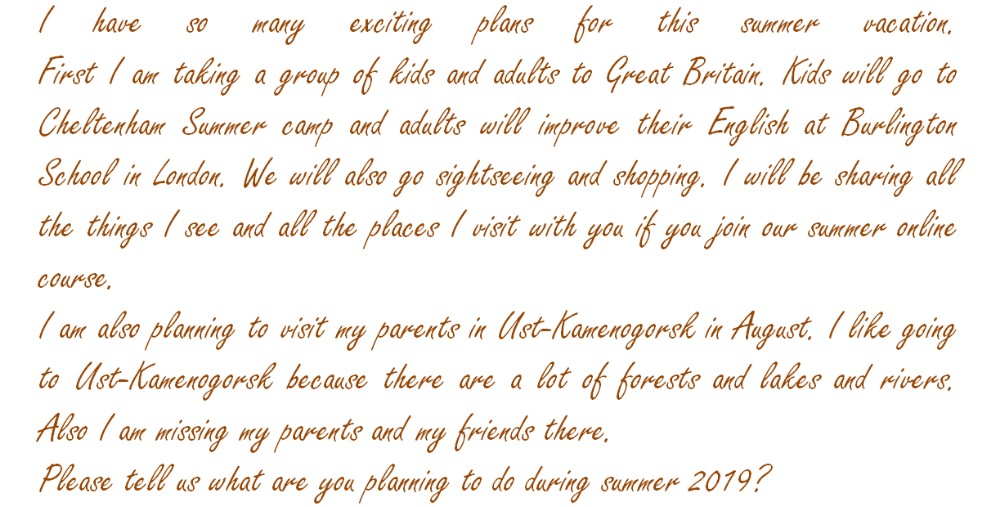 I have so many exciting plans for this summer vacation.
First I am taking a group of kids and adults to Great Britain. Kids will go to
Cheltenham Summer camp and adults will improve their English at Burlington
School in London. We will also go sightseeing and shopping. I will be sharing all
the things I see and all the places I visit with you if you join our summer online
course.
I am also planning to visit my parents in Ust-Kamenogorsk in August. I like going
to Ust-Kamenogorsk because there are a lot of forests and lakes and rivers.
Also I am missing my parents and my friends there.
Please tell us what are you planning to do during summer 2019?